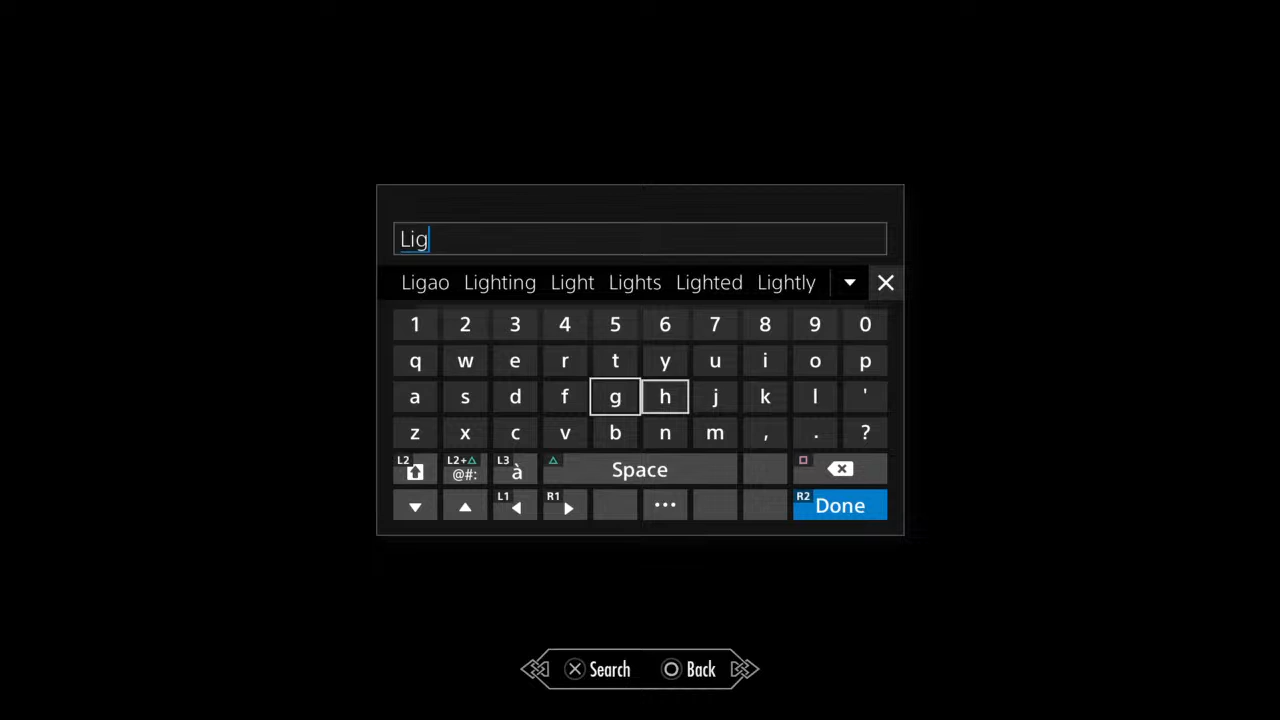 Lig
Ligao Lighting Light Lights Lighted Lightly
1 2 3 4 5 6 7 8 9 0
q w e r t y u i o p
a s d f g h j k l '
z x c v b n m , . ?
L2 L2+△ @#: L3 à △ Space
L1 R1 ... R2 Done
Search Back